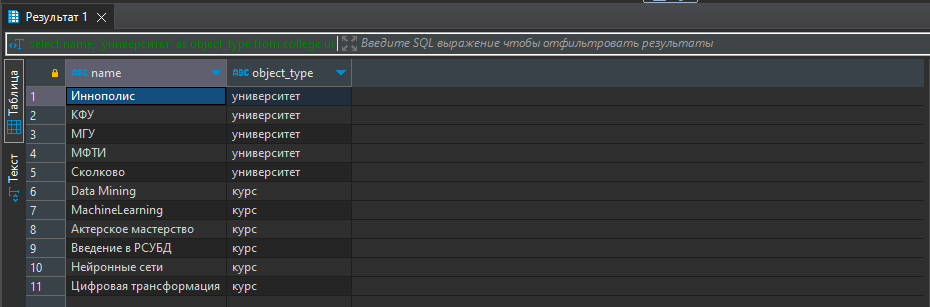 Результат 1
select name, "университет" as object_type from college ui
Введите SQL выражение чтобы отфильтровать результаты
Таблица
Текст
ABC name ABC object_type
1 Иннополис университет
2 КФУ университет
3 МГУ университет
4 МФТИ университет
5 Сколково университет
6 Data Mining курс
7 MachineLearning курс
8 Актерское мастерство курс
9 Введение в РСУБД курс
10 Нейронные сети курс
11 Цифровая трансформация курс